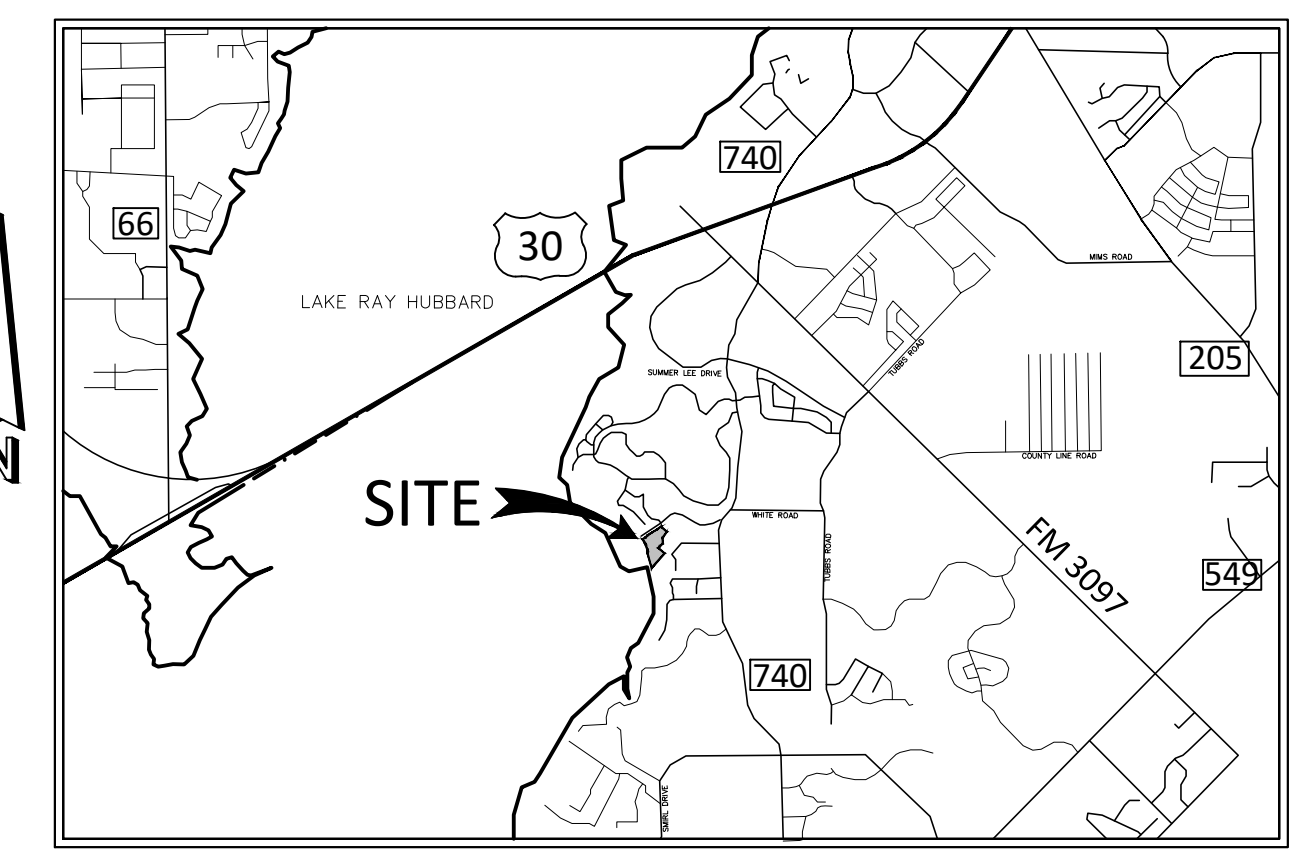 740
66
30
LAKE RAY HUBBARD
MIMS ROAD
205
SUMMER LEE DRIVE
TUBBS ROAD
COUNTY LINE ROAD
SITE
WHITE ROAD
TUBBS ROAD
FM 3097
549
740
SMIRL DRIVE
N